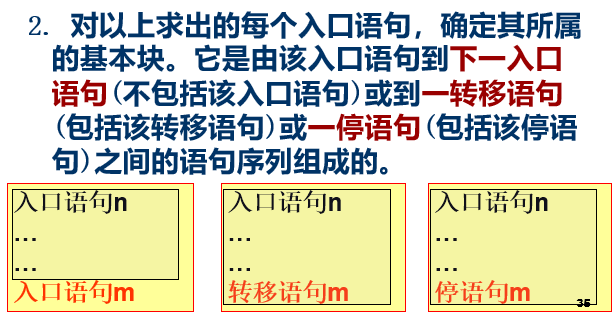 2. 对以上求出的每个入口语句，确定其所属
的基本块。它是由该入口语句到下一入口
语句(不包括该入口语句)或到一转移语句
(包括该转移语句)或一停语句(包括该停语
句)之间的语句序列组成的。
入口语句n
...
...
入口语句m
入口语句n
...
...
转移语句m
入口语句n
...
...
停语句m